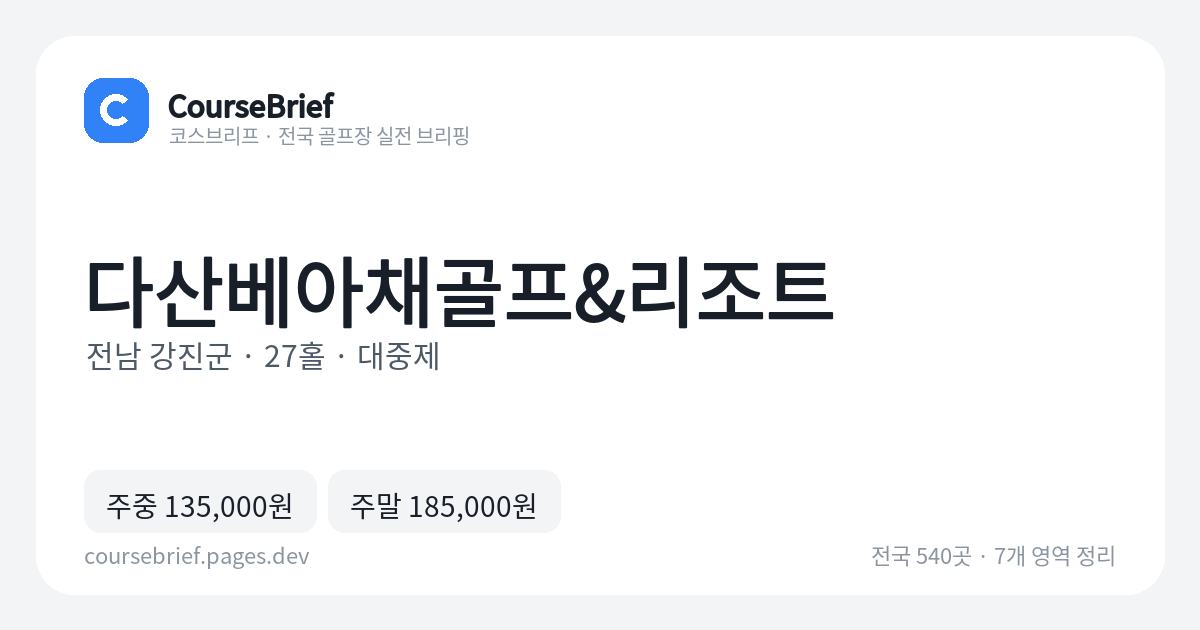 C
CourseBrief
코스브리프 · 전국 골프장 실전 브리핑
다산베아채골프&리조트
전남 강진군 · 27홀 · 대중제
주중 135,000원 주말 185,000원
coursebrief.pages.dev 전국 540곳 · 7개 영역 정리